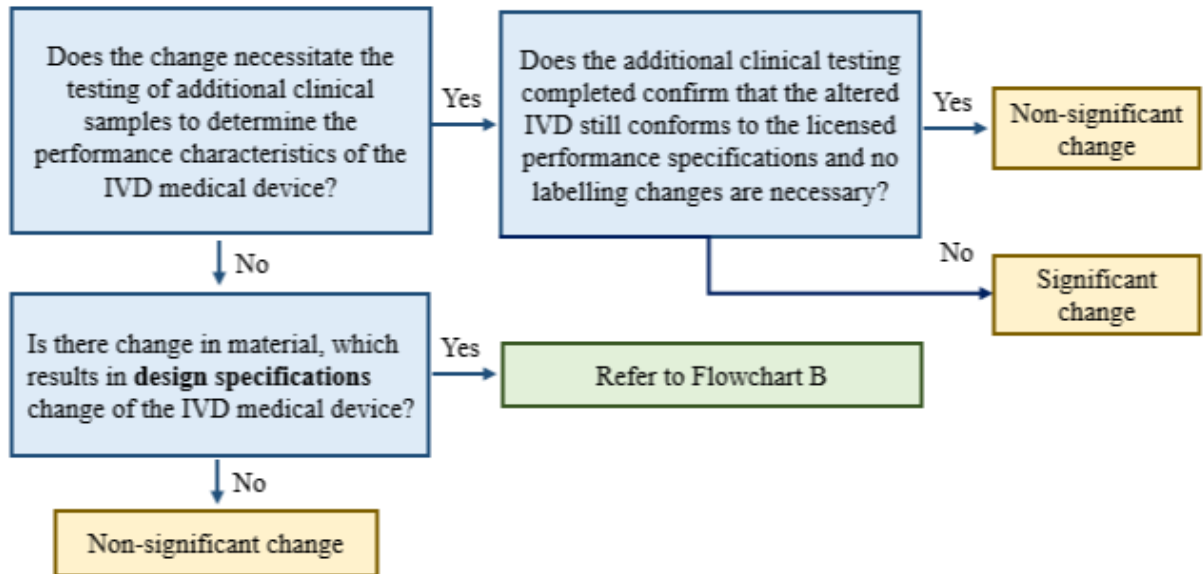 Does the change necessitate the
testing of additional clinical
samples to determine the
performance characteristics of the
IVD medical device?
Yes
Does the additional clinical testing
completed confirm that the altered
IVD still conforms to the licensed
performance specifications and no
labelling changes are necessary?
Yes
Non-significant
change
No
Significant
change
No
Is there change in material, which
results in design specifications
change of the IVD medical device?
Yes
Refer to Flowchart B
No
Non-significant change